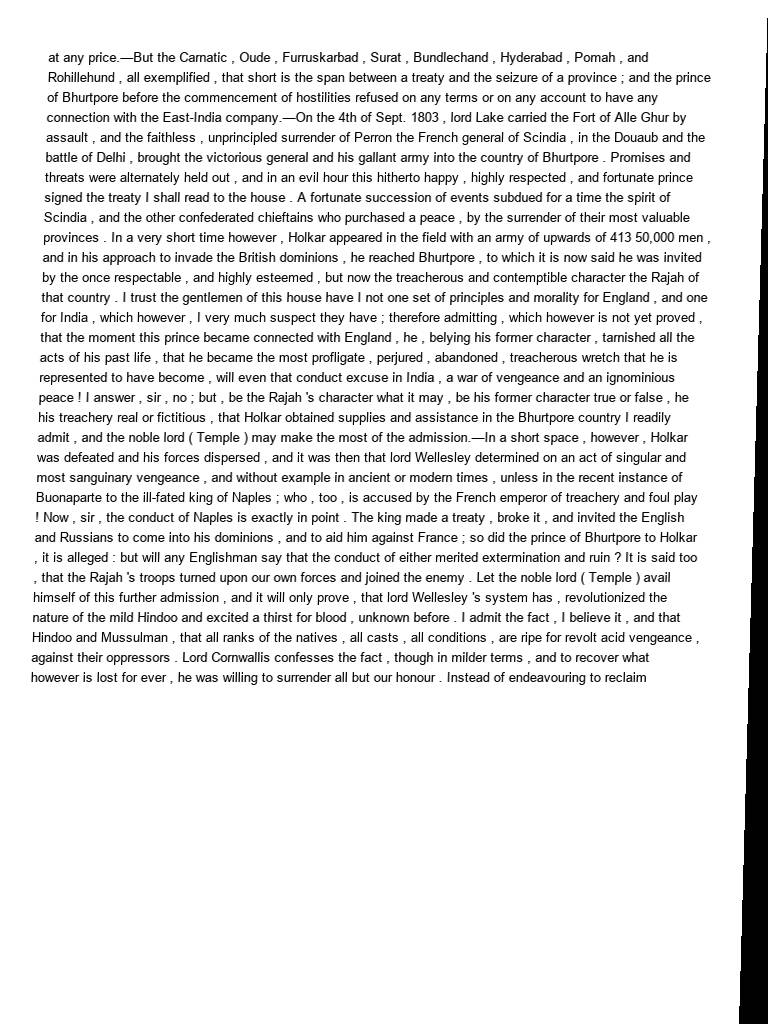 at any price.—But the Carnatic , Oude , Furruskarbad , Surat , Bundlechand , Hyderabad , Pomah , and
Rohillehund , all exemplified , that short is the span between a treaty and the seizure of a province ; and the prince
of Bhurtpore before the commencement of hostilities refused on any terms or on any account to have any
connection with the East-India company.—On the 4th of Sept. 1803 , lord Lake carried the Fort of Alle Ghur by
assault , and the faithless , unprincipled surrender of Perron the French general of Scindia , in the Douaub and the
battle of Delhi , brought the victorious general and his gallant army into the country of Bhurtpore . Promises and
threats were alternately held out , and in an evil hour this hitherto happy , highly respected , and fortunate prince
signed the treaty I shall read to the house . A fortunate succession of events subdued for a time the spirit of
Scindia , and the other confederated chieftains who purchased a peace , by the surrender of their most valuable
provinces . In a very short time however , Holkar appeared in the field with an army of upwards of 413 50,000 men ,
and in his approach to invade the British dominions , he reached Bhurtpore , to which it is now said he was invited
by the once respectable , and highly esteemed , but now the treacherous and contemptible character the Rajah of
that country . I trust the gentlemen of this house have I not one set of principles and morality for England , and one
for India , which however , I very much suspect they have ; therefore admitting , which however is not yet proved ,
that the moment this prince became connected with England , he , belying his former character , tarnished all the
acts of his past life , that he became the most profligate , perjured , abandoned , treacherous wretch that he is
represented to have become , will even that conduct excuse in India , a war of vengeance and an ignominious
peace ! I answer , sir , no ; but , be the Rajah 's character what it may , be his former character true or false , he
his treachery real or fictitious , that Holkar obtained supplies and assistance in the Bhurtpore country I readily
admit , and the noble lord ( Temple ) may make the most of the admission.—In a short space , however , Holkar
was defeated and his forces dispersed , and it was then that lord Wellesley determined on an act of singular and
most sanguinary vengeance , and without example in ancient or modern times , unless in the recent instance of
Buonaparte to the ill-fated king of Naples ; who , too , is accused by the French emperor of treachery and foul play
! Now , sir , the conduct of Naples is exactly in point . The king made a treaty , broke it , and invited the English
and Russians to come into his dominions , and to aid him against France ; so did the prince of Bhurtpore to Holkar
, it is alleged : but will any Englishman say that the conduct of either merited extermination and ruin ? It is said too
, that the Rajah 's troops turned upon our own forces and joined the enemy . Let the noble lord ( Temple ) avail
himself of this further admission , and it will only prove , that lord Wellesley 's system has , revolutionized the
nature of the mild Hindoo and excited a thirst for blood , unknown before . I admit the fact , I believe it , and that
Hindoo and Mussulman , that all ranks of the natives , all casts , all conditions , are ripe for revolt acid vengeance ,
against their oppressors . Lord Cornwallis confesses the fact , though in milder terms , and to recover what
however is lost for ever , he was willing to surrender all but our honour . Instead of endeavouring to reclaim